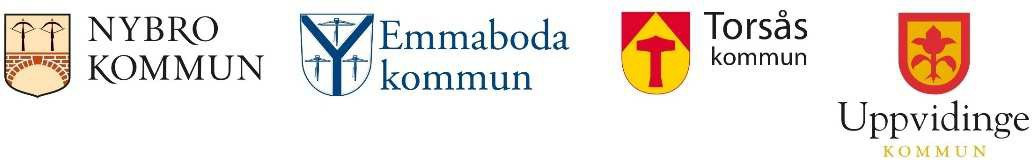 NYBRO
KOMMUN
Emmaboda
kommun
Torsås
kommun
Uppvidinge
KOMMUN